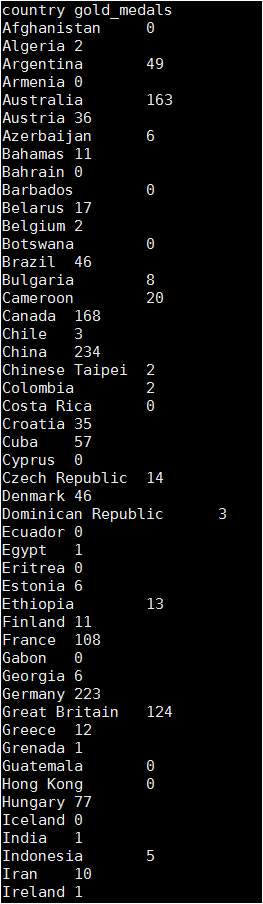 country gold_medals
Afghanistan 0
Algeria 2
Argentina 49
Armenia 0
Australia 163
Austria 36
Azerbaijan 6
Bahamas 11
Bahrain 0
Barbados 0
Belarus 17
Belgium 2
Botswana 0
Brazil 46
Bulgaria 8
Cameroon 20
Canada 168
Chile 3
China 234
Chinese Taipei 2
Colombia 2
Costa Rica 0
Croatia 35
Cuba 57
Cyprus 0
Czech Republic 14
Denmark 46
Dominican Republic 3
Ecuador 0
Egypt 1
Eritrea 0
Estonia 6
Ethiopia 13
Finland 11
France 108
Gabon 0
Georgia 6
Germany 223
Great Britain 124
Greece 12
Grenada 1
Guatemala 0
Hong Kong 0
Hungary 77
Iceland 0
India 1
Indonesia 5
Iran 10
Ireland 1